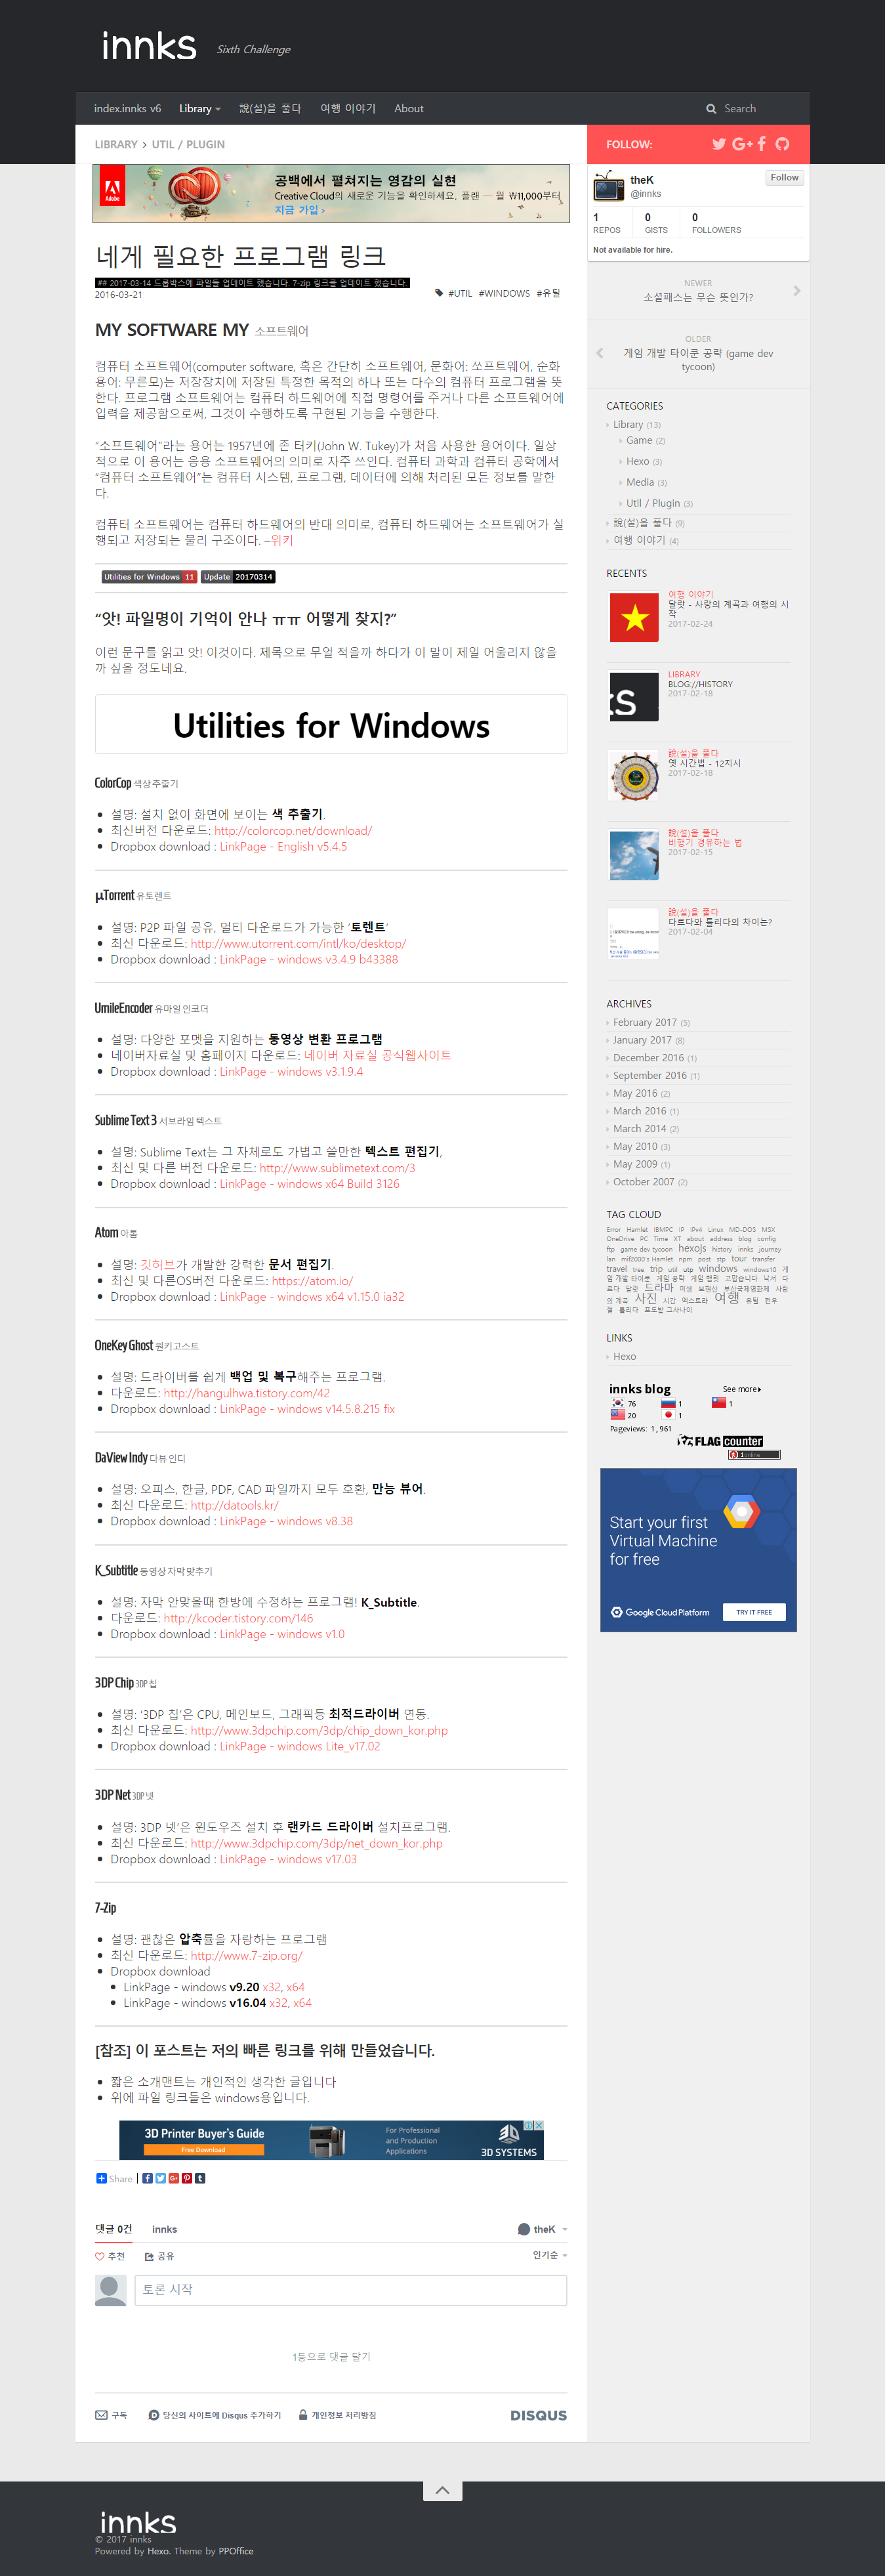 innks
Sixth Challenge
index.innks v6 Library 說(설)을 풀다 여행 이야기 About Search
LIBRARY > UTIL / PLUGIN
Adobe
공백에서 펼쳐지는 영감의 실현
Creative Cloud의 새로운 기능을 확인하세요. 플랜 — 월 ₩11,000부터
지금 가입 ›
네게 필요한 프로그램 링크
## 2017-03-14 드롭박스에 파일들 업데이트 했습니다. 7-zip 링크를 업데이트 했습니다.
2016-03-21
#UTIL #WINDOWS #유틸
MY SOFTWARE MY 소프트웨어
컴퓨터 소프트웨어(computer software, 혹은 간단히 소프트웨어, 문화어: 쏘프트웨어, 순화
용어: 무른모)는 저장장치에 저장된 특정한 목적의 하나 또는 다수의 컴퓨터 프로그램을 뜻
한다. 프로그램 소프트웨어는 컴퓨터 하드웨어에 직접 명령어를 주거나 다른 소프트웨어에
입력을 제공함으로써, 그것이 수행하도록 구현된 기능을 수행한다.
“소프트웨어”라는 용어는 1957년에 존 터키(John W. Tukey)가 처음 사용한 용어이다. 일상
적으로 이 용어는 응용 소프트웨어의 의미로 자주 쓰인다. 컴퓨터 과학과 컴퓨터 공학에서
“컴퓨터 소프트웨어”는 컴퓨터 시스템, 프로그램, 데이터에 의해 처리된 모든 정보를 말한
다.
컴퓨터 소프트웨어는 컴퓨터 하드웨어의 반대 의미로, 컴퓨터 하드웨어는 소프트웨어가 실
행되고 저장되는 물리 구조이다. –위키
Utilities for Windows 11 Update 20170314
“앗! 파일명이 기억이 안나 ㅠㅠ 어떻게 찾지?”
이런 문구를 읽고 앗! 이것이다. 제목으로 무얼 적을까 하다가 이 말이 제일 어울리지 않을
까 싶을 정도네요.
Utilities for Windows
ColorCop 색상 추출기
설명: 설치 없이 화면에 보이는 색 추출기.
최신버전 다운로드: http://colorcop.net/download/
Dropbox download : LinkPage - English v5.4.5
μTorrent 유토렌트
설명: P2P 파일 공유, 멀티 다운로드가 가능한 ‘토렌트’
최신 다운로드: http://www.utorrent.com/intl/ko/desktop/
Dropbox download : LinkPage - windows v3.4.9 b43388
UmileEncoder 유마일 인코더
설명: 다양한 포멧을 지원하는 동영상 변환 프로그램
네이버자료실 및 홈페이지 다운로드: 네이버 자료실 공식웹사이트
Dropbox download : LinkPage - windows v3.1.9.4
Sublime Text 3 서브라임 텍스트
설명: Sublime Text는 그 자체로도 가볍고 쓸만한 텍스트 편집기,
최신 및 다른 버전 다운로드: http://www.sublimetext.com/3
Dropbox download : LinkPage - windows x64 Build 3126
Atom 아톰
설명: 깃허브가 개발한 강력한 문서 편집기.
최신 및 다른OS버전 다운로드: https://atom.io/
Dropbox download : LinkPage - windows x64 v1.15.0 ia32
OneKey Ghost 원키고스트
설명: 드라이버를 쉽게 백업 및 복구해주는 프로그램.
다운로드: http://hangulhwa.tistory.com/42
Dropbox download : LinkPage - windows v14.5.8.215 fix
DaView Indy 다뷰 인디
설명: 오피스, 한글, PDF, CAD 파일까지 모두 호환, 만능 뷰어.
최신 다운로드: http://datools.kr/
Dropbox download : LinkPage - windows v8.38
K_Subtitle 동영상 자막 맞추기
설명: 자막 안맞을때 한방에 수정하는 프로그램! K_Subtitle.
다운로드: http://kcoder.tistory.com/146
Dropbox download : LinkPage - windows v1.0
3DP Chip 3DP 칩
설명: ‘3DP 칩’은 CPU, 메인보드, 그래픽등 최적드라이버 연동.
최신 다운로드: http://www.3dpchip.com/3dp/chip_down_kor.php
Dropbox download : LinkPage - windows Lite_v17.02
3DP Net 3DP 넷
설명: 3DP 넷’은 윈도우즈 설치 후 랜카드 드라이버 설치프로그램.
최신 다운로드: http://www.3dpchip.com/3dp/net_down_kor.php
Dropbox download : LinkPage - windows v17.03
7-Zip
설명: 괜찮은 압축률을 자랑하는 프로그램
최신 다운로드: http://www.7-zip.org/
Dropbox download
LinkPage - windows v9.20 x32, x64
LinkPage - windows v16.04 x32, x64
[참조] 이 포스트는 저의 빠른 링크를 위해 만들었습니다.
짧은 소개맨트는 개인적인 생각한 글입니다
위에 파일 링크들은 windows용입니다.
3D Printer Buyer's Guide
Free Download
For Professional
and Production
Applications
3D SYSTEMS
Share
댓글 0건 innks theK
추천 공유 인기순
토론 시작
1등으로 댓글 달기
구독 당신의 사이트에 Disqus 추가하기 개인정보 처리방침 DISQUS
FOLLOW:
theK
@innks
Follow
1 0 0
REPOS GISTS FOLLOWERS
Not available for hire.
NEWER
소셜패스는 무슨 뜻인가?
OLDER
게임 개발 타이쿤 공략 (game dev
tycoon)
CATEGORIES
Library (13)
Game (2)
Hexo (3)
Media (3)
Util / Plugin (3)
說(설)을 풀다 (9)
여행 이야기 (4)
RECENTS
여행 이야기
달랏 - 사랑의 계곡과 여행의 시
작
2017-02-24
LIBRARY
BLOG://HISTORY
2017-02-18
說(설)을 풀다
옛 시간법 - 12지시
2017-02-18
說(설)을 풀다
비행기 경유하는 법
2017-02-15
說(설)을 풀다
다르다와 틀리다의 차이는?
2017-02-04
ARCHIVES
February 2017 (5)
January 2017 (8)
December 2016 (1)
September 2016 (1)
May 2016 (2)
March 2016 (1)
March 2014 (2)
May 2010 (3)
May 2009 (1)
October 2007 (2)
TAG CLOUD
Error Hamlet IBMPC IP IPv4 Linux MD-DOS MSX
OneDrive PC Time XT about address blog config
ftp game dev tycoon hexojs history innks journey
lan mif2000's Hamlet npm post stp tour transfer
travel tree trip util utp windows windows10 게
임 개발 타이쿤 게임 공략 게임 햄릿 고맙습니다 낙서 다
르다 달랏 드라마 미생 보현산 부산국제영화제 사랑
의 계곡 사진 시간 엑스트라 여행 유틸 전우
철 틀리다 포도밭 그사나이
LINKS
Hexo
innks blog See more
76 1 1
20 1
Pageviews: 1,961
FLAG counter
1 online
Start your first
Virtual Machine
for free
Google Cloud Platform TRY IT FREE
innks
© 2017 innks
Powered by Hexo. Theme by PPOffice